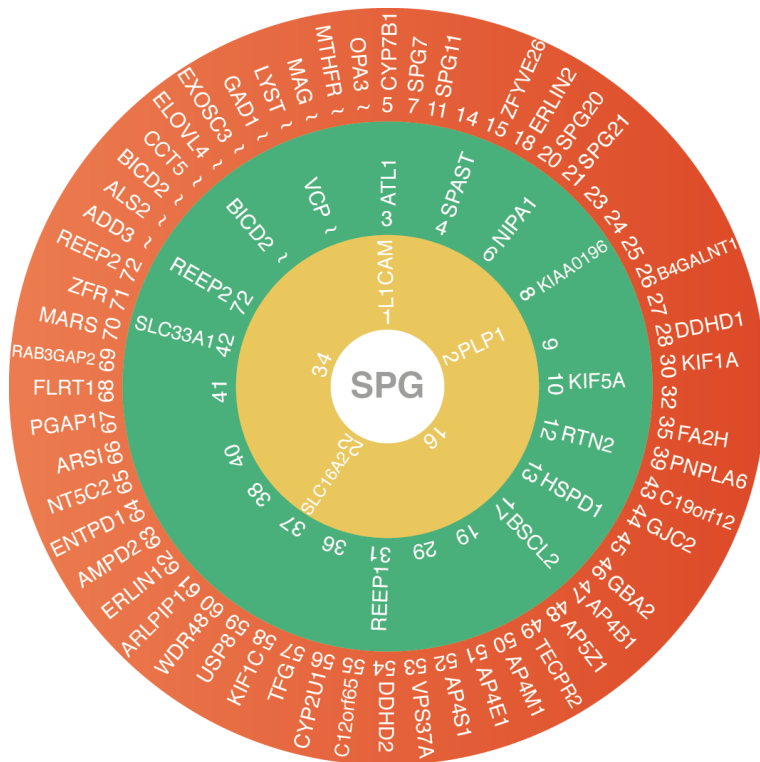 SPG
1 L1CAM
2 PLP1
16
22 SLC16A2
34
3 ATL1
4 SPAST
6 NIPA1
8 KIAA0196
9
10 KIF5A
12 RTN2
13 HSPD1
17 BSCL2
19
29
31 REEP1
36
37
38
40
41
42 SLC33A1
72 REEP2
~ BICD2
~ VCP
5 CYP7B1
7 SPG7
11 SPG11
14
15 ZFYVE26
18 ERLIN2
20 SPG20
21 SPG21
23
24
25
26 B4GALNT1
27
28 DDHD1
30 KIF1A
32
35 FA2H
39 PNPLA6
43 C19orf12
44 GJC2
45
46 GBA2
47 AP4B1
48 AP5Z1
49 TECPR2
50 AP4M1
51 AP4E1
52 AP4S1
53 VPS37A
54 DDHD2
55 C12orf65
56 CYP2U1
57 TFG
58 KIF1C
59 USP8
60 WDR48
61 ARLPIP1
62 ERLIN12
63 AMPD2
64 ENTPD1
65 NT5C2
66 ARSI
67 PGAP1
68 FLRT1
69 RAB3GAP2
70 MARS
71 ZFR
72 REEP2
~ ADD3
~ ALS2
~ BICD2
~ CCT5
~ ELOVL4
~ EXOSC3
~ GAD1
~ LYST
~ MAG
~ MTHFR
~ OPA3